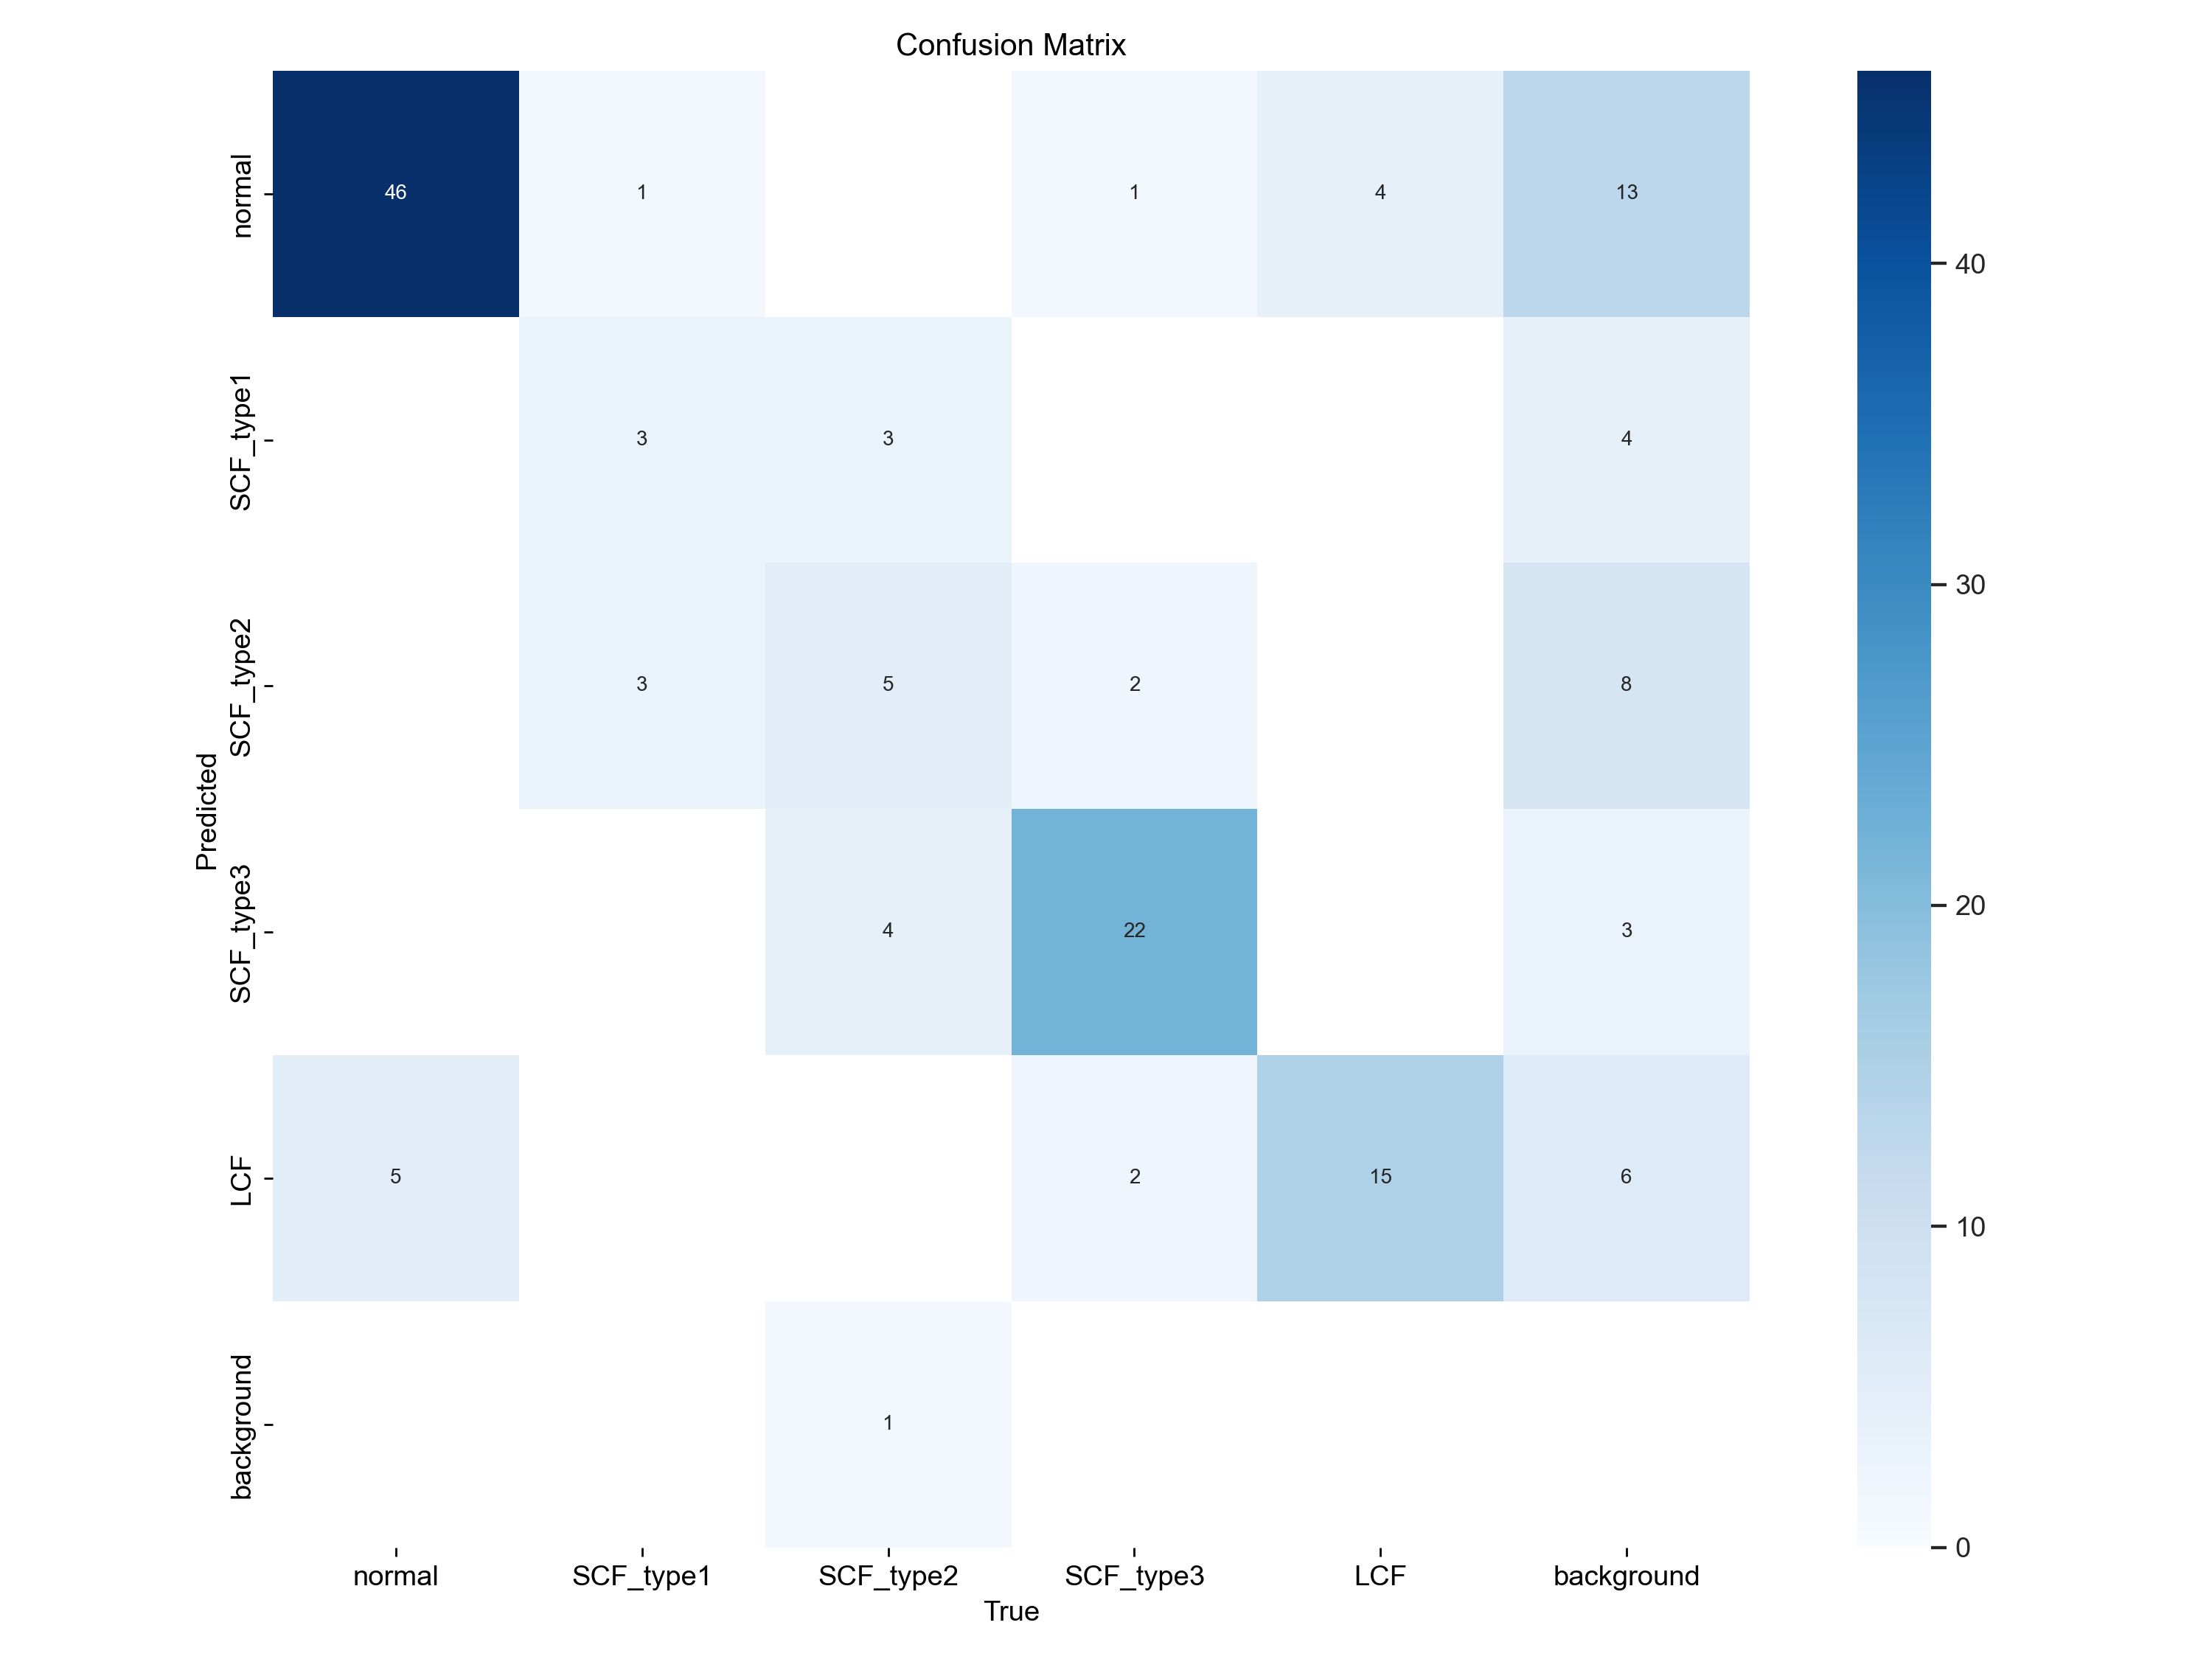 Confusion Matrix
normal
46
1
1
4
13
SCF_type1
3
3
4
SCF_type2
3
5
2
8
SCF_type3
4
22
3
LCF
5
2
15
6
background
1
Predicted
normal
SCF_type1
SCF_type2
SCF_type3
LCF
background
True
40
30
20
10
0